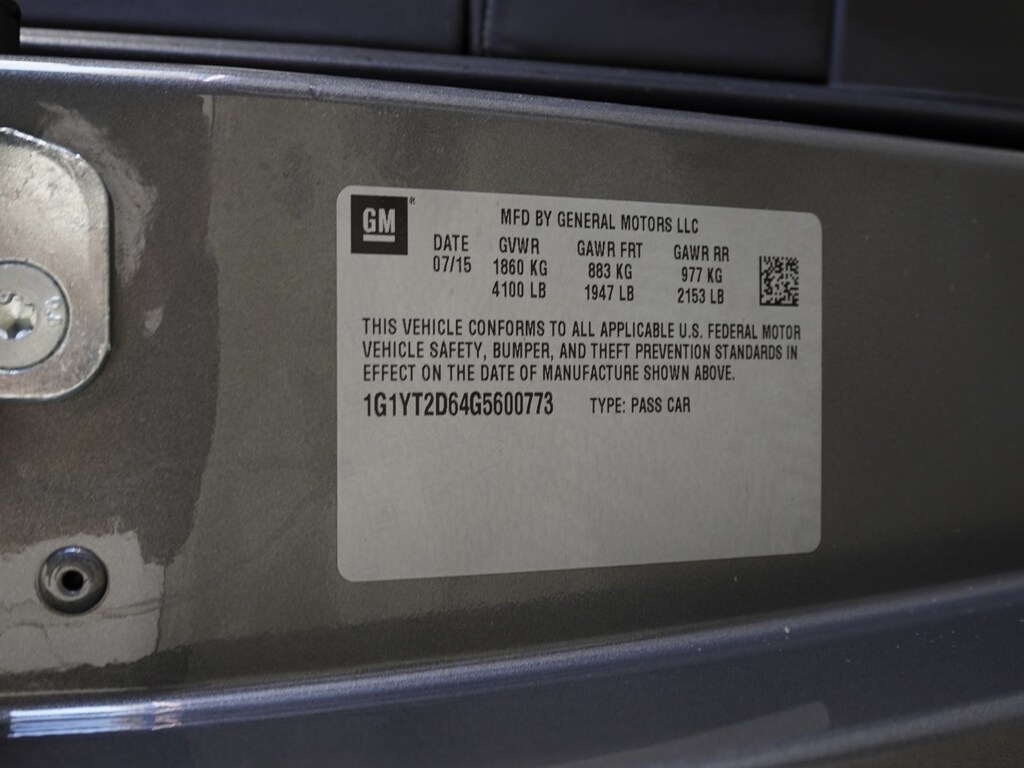 GM®
MFD BY GENERAL MOTORS LLC
DATE GVWR GAWR FRT GAWR RR
07/15 1860 KG 883 KG 977 KG
4100 LB 1947 LB 2153 LB
THIS VEHICLE CONFORMS TO ALL APPLICABLE U.S. FEDERAL MOTOR
VEHICLE SAFETY, BUMPER, AND THEFT PREVENTION STANDARDS IN
EFFECT ON THE DATE OF MANUFACTURE SHOWN ABOVE.
1G1YT2D64G5600773 TYPE: PASS CAR